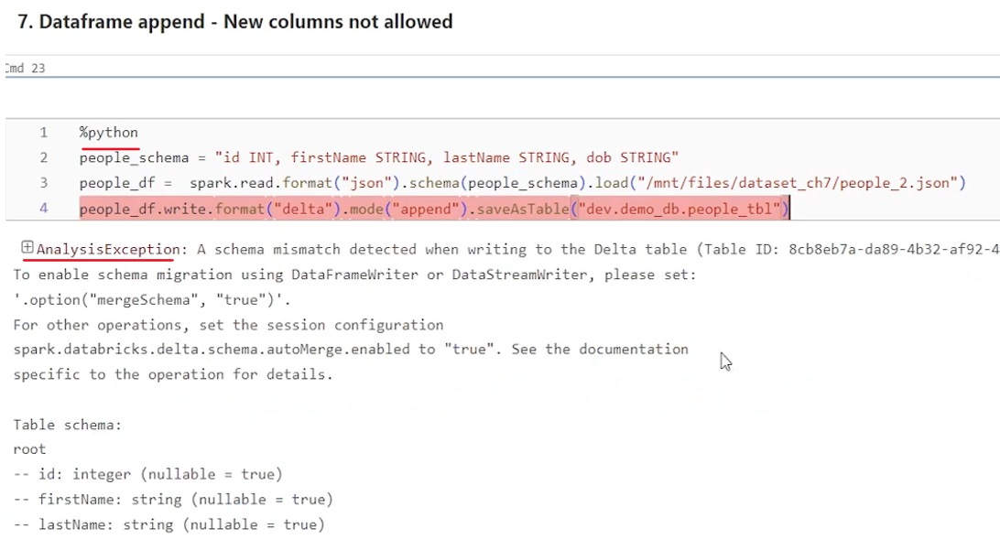 7. Dataframe append - New columns not allowed
Cmd 23
1 %python
2 people_schema = "id INT, firstName STRING, lastName STRING, dob STRING"
3 people_df =  spark.read.format("json").schema(people_schema).load("/mnt/files/dataset_ch7/people_2.json")
4 people_df.write.format("delta").mode("append").saveAsTable("dev.demo_db.people_tbl")
AnalysisException: A schema mismatch detected when writing to the Delta table (Table ID: 8cb8eb7a-da89-4b32-af92-4
To enable schema migration using DataFrameWriter or DataStreamWriter, please set:
'.option("mergeSchema", "true")'.
For other operations, set the session configuration
spark.databricks.delta.schema.autoMerge.enabled to "true". See the documentation
specific to the operation for details.
Table schema:
root
-- id: integer (nullable = true)
-- firstName: string (nullable = true)
-- lastName: string (nullable = true)